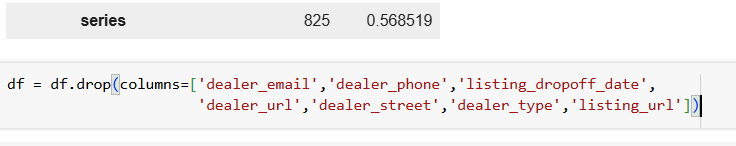 series 825 0.568519
df = df.drop(columns=['dealer_email','dealer_phone','listing_dropoff_date',
'dealer_url','dealer_street','dealer_type','listing_url'])